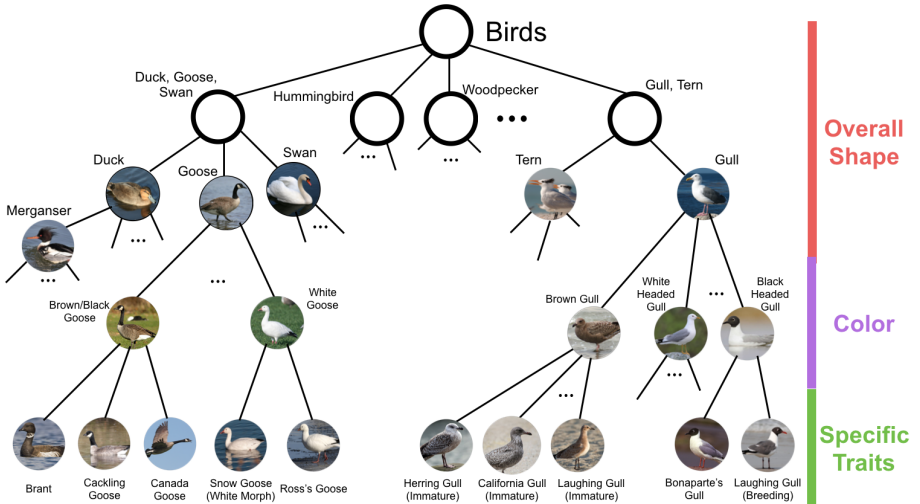 Birds
Duck, Goose,
Swan
Hummingbird
Woodpecker
...
Gull, Tern
Overall
Shape
Duck
Goose
Swan
Tern
Gull
Merganser
...
...
...
...
...
...
...
Brown/Black
Goose
White
Goose
Brown Gull
White
Headed
Gull
...
Black
Headed
Gull
Color
...
...
Specific
Traits
Brant
Cackling
Goose
Canada
Goose
Snow Goose
(White Morph)
Ross's Goose
Herring Gull
(Immature)
California Gull
(Immature)
Laughing Gull
(Immature)
Bonaparte's
Gull
Laughing Gull
(Breeding)